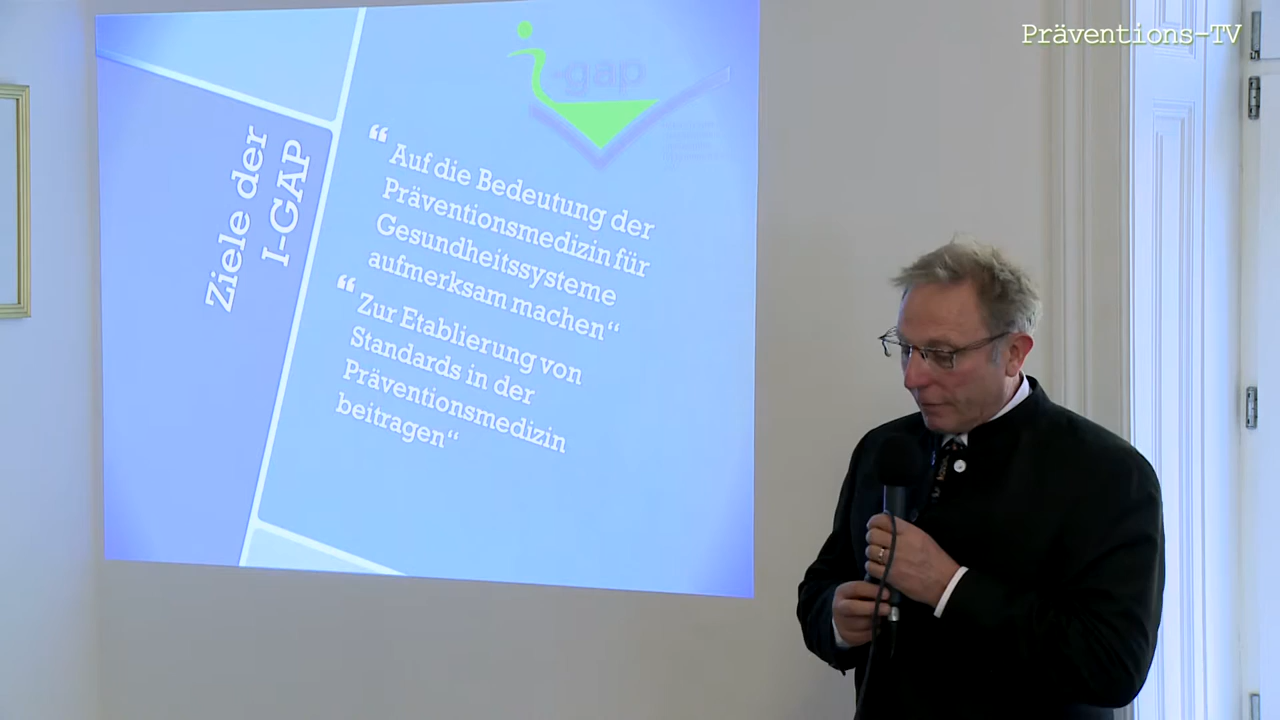 Präventions-TV
i-gap
Ziele der
I-GAP
“ Auf die Bedeutung der
Präventionsmedizin für
Gesundheitssysteme
aufmerksam machen“
“ Zur Etablierung von
Standards in der
Präventionsmedizin
beitragen“